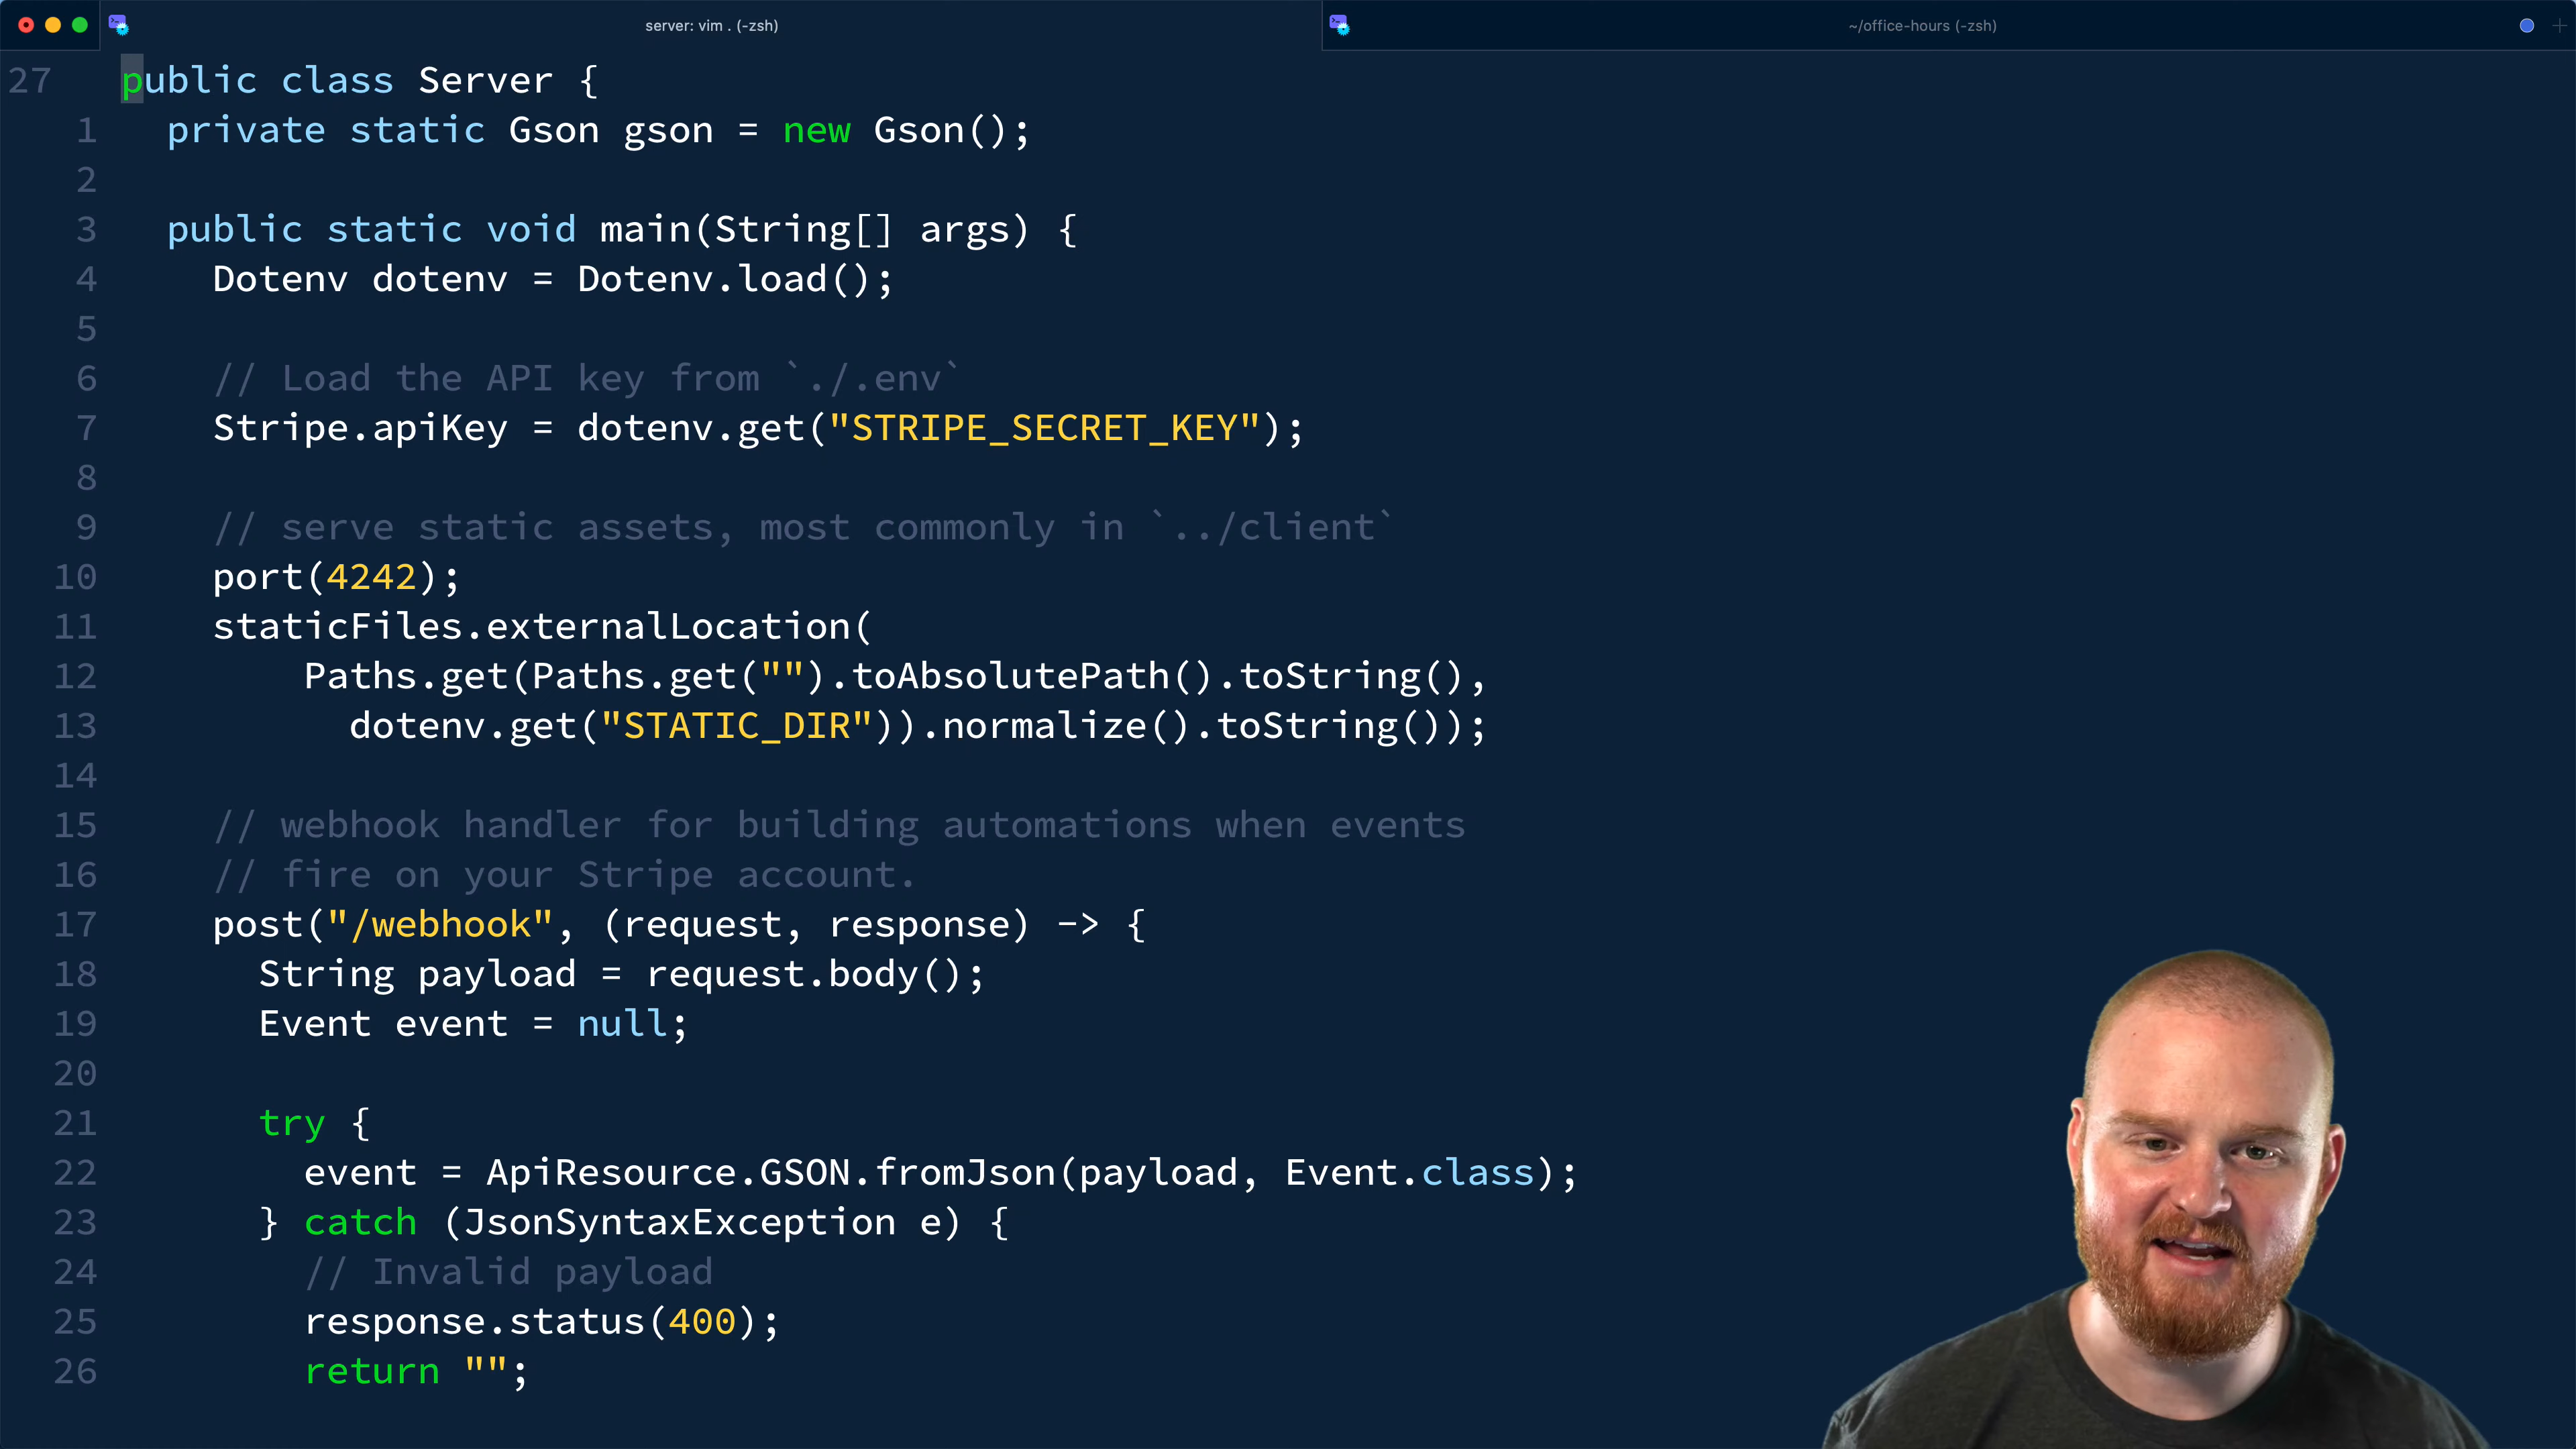 server: vim . (-zsh)
~/office-hours (-zsh)
27 public class Server {
1 private static Gson gson = new Gson();
2
3 public static void main(String[] args) {
4 Dotenv dotenv = Dotenv.load();
5
6 // Load the API key from `./.env`
7 Stripe.apiKey = dotenv.get("STRIPE_SECRET_KEY");
8
9 // serve static assets, most commonly in `../client`
10 port(4242);
11 staticFiles.externalLocation(
12 Paths.get(Paths.get("").toAbsolutePath().toString(),
13 dotenv.get("STATIC_DIR")).normalize().toString());
14
15 // webhook handler for building automations when events
16 // fire on your Stripe account.
17 post("/webhook", (request, response) -> {
18 String payload = request.body();
19 Event event = null;
20
21 try {
22 event = ApiResource.GSON.fromJson(payload, Event.class);
23 } catch (JsonSyntaxException e) {
24 // Invalid payload
25 response.status(400);
26 return "";